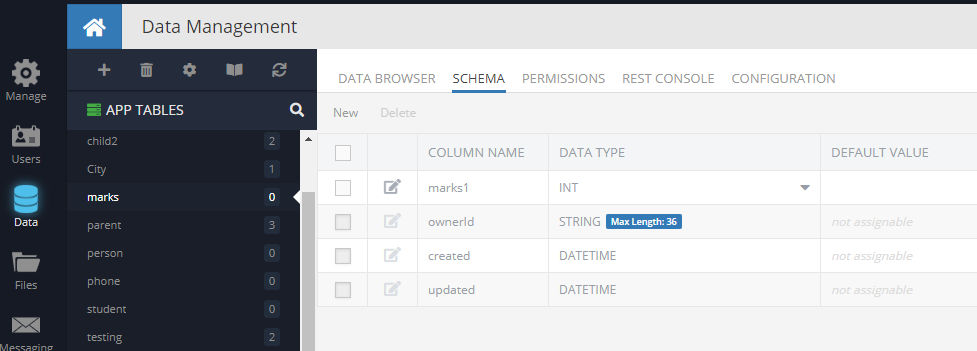 Data Management
Manage
Users
Data
Files
Messaging
APP TABLES
child2 2
City 1
marks 0
parent 3
person 0
phone 0
student 0
testing 2
DATA BROWSER SCHEMA PERMISSIONS REST CONSOLE CONFIGURATION
New Delete
COLUMN NAME DATA TYPE DEFAULT VALUE
marks1 INT
ownerId STRING Max Length: 36 not assignable
created DATETIME not assignable
updated DATETIME not assignable